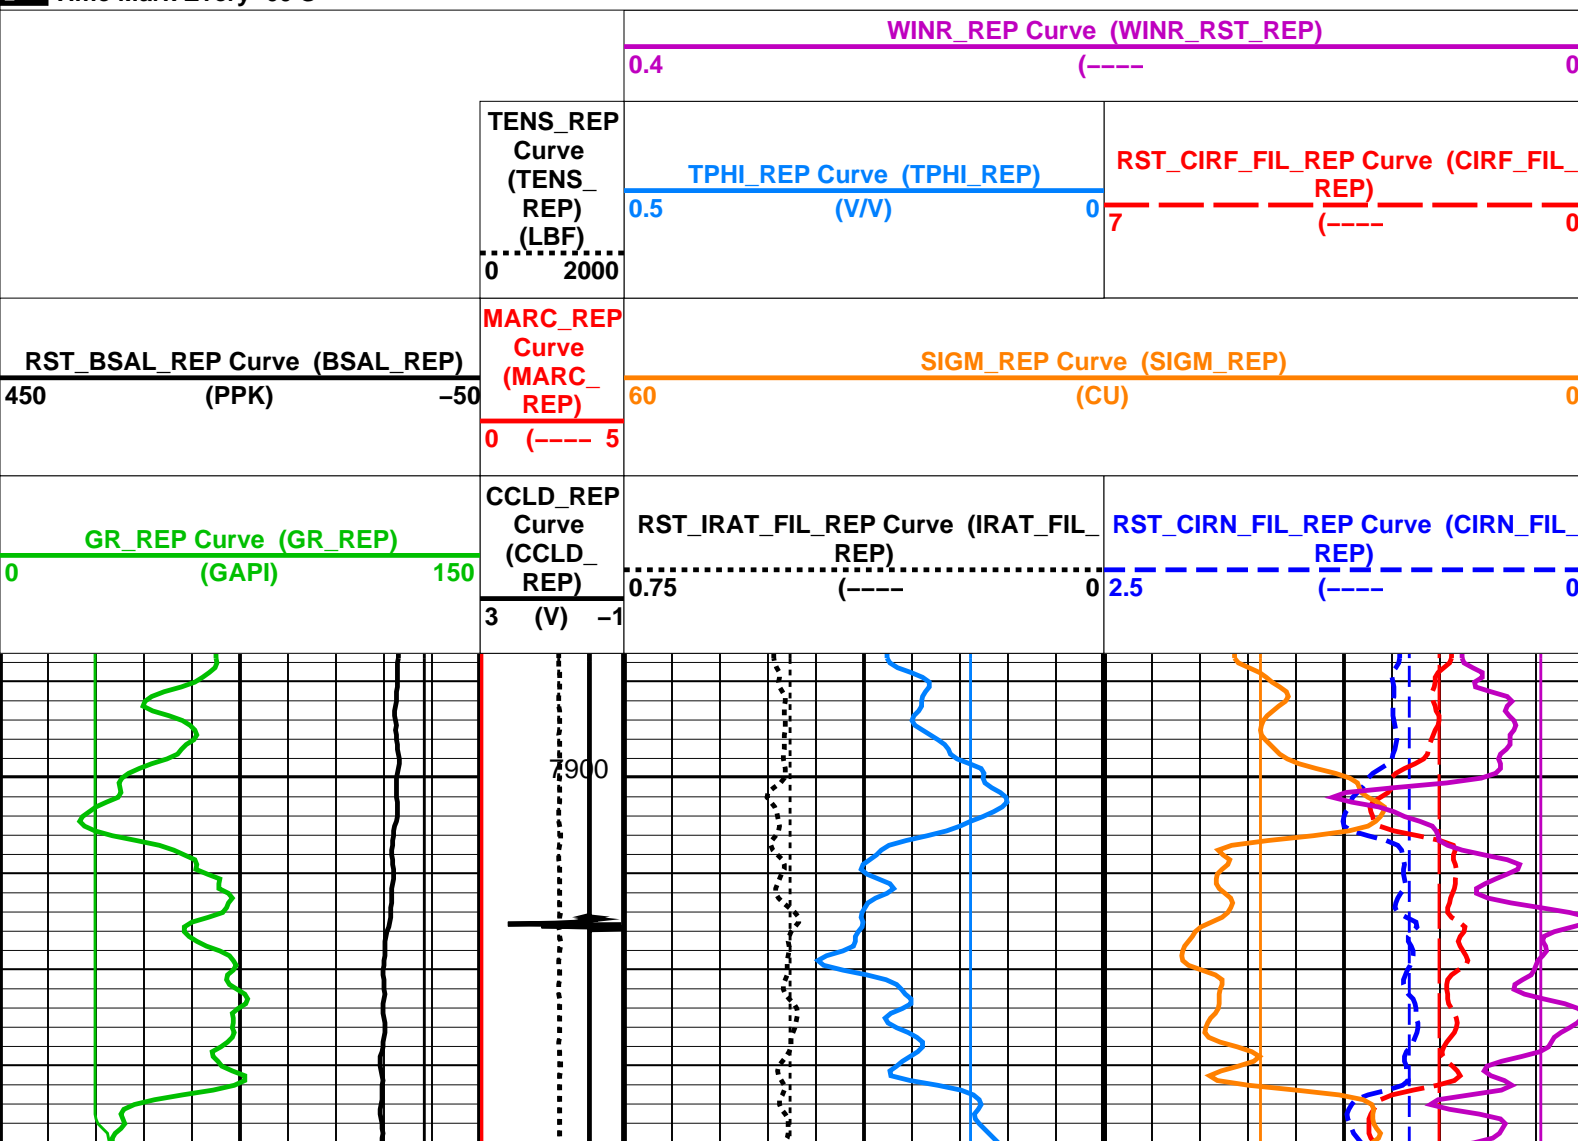 WINR_REP Curve (WINR_RST_REP)
0.4 (---- 0
TENS_REP
Curve
(TENS_
REP)
(LBF)
0 2000
TPHI_REP Curve (TPHI_REP)
0.5 (V/V) 0
RST_CIRF_FIL_REP Curve (CIRF_FIL_
REP)
7 (---- 0
RST_BSAL_REP Curve (BSAL_REP)
450 (PPK) -50
MARC_REP
Curve
(MARC_
REP)
0 (---- 5
SIGM_REP Curve (SIGM_REP)
60 (CU) 0
GR_REP Curve (GR_REP)
0 (GAPI) 150
CCLD_REP
Curve
(CCLD_
REP)
3 (V) -1
RST_IRAT_FIL_REP Curve (IRAT_FIL_
REP)
0.75 (---- 0
RST_CIRN_FIL_REP Curve (CIRN_FIL_
REP)
2.5 (---- 0
7900